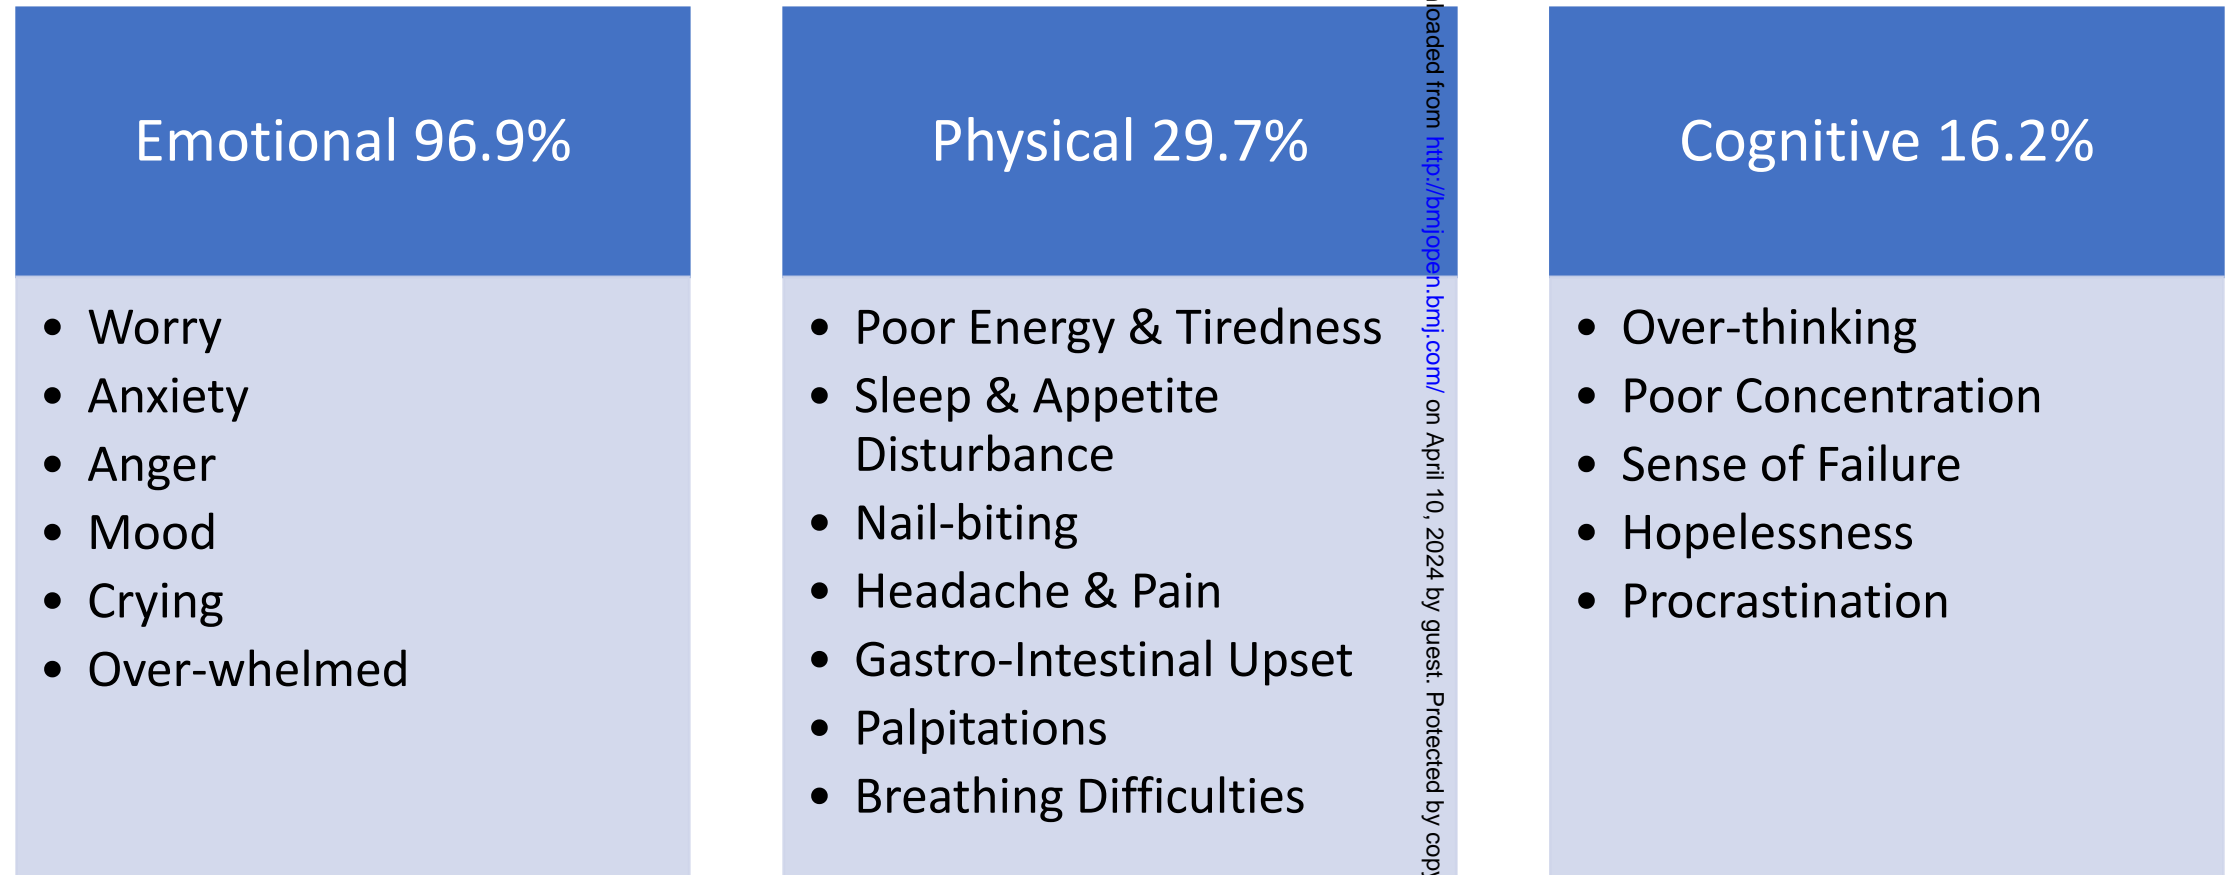 Emotional 96.9%
• Worry
• Anxiety
• Anger
• Mood
• Crying
• Over-whelmed
Physical 29.7%
• Poor Energy & Tiredness
• Sleep & Appetite
Disturbance
• Nail-biting
• Headache & Pain
• Gastro-Intestinal Upset
• Palpitations
• Breathing Difficulties
from http://bmjopen.bmj.com/ on April 10, 2024 by guest. Protected by
Cognitive 16.2%
• Over-thinking
• Poor Concentration
• Sense of Failure
• Hopelessness
• Procrastination